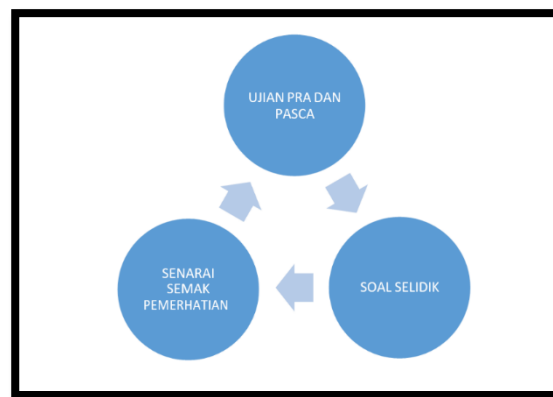 UJIAN PRA DAN
PASCA
SOAL SELIDIK
SENARAI
SEMAK
PEMERHATIAN